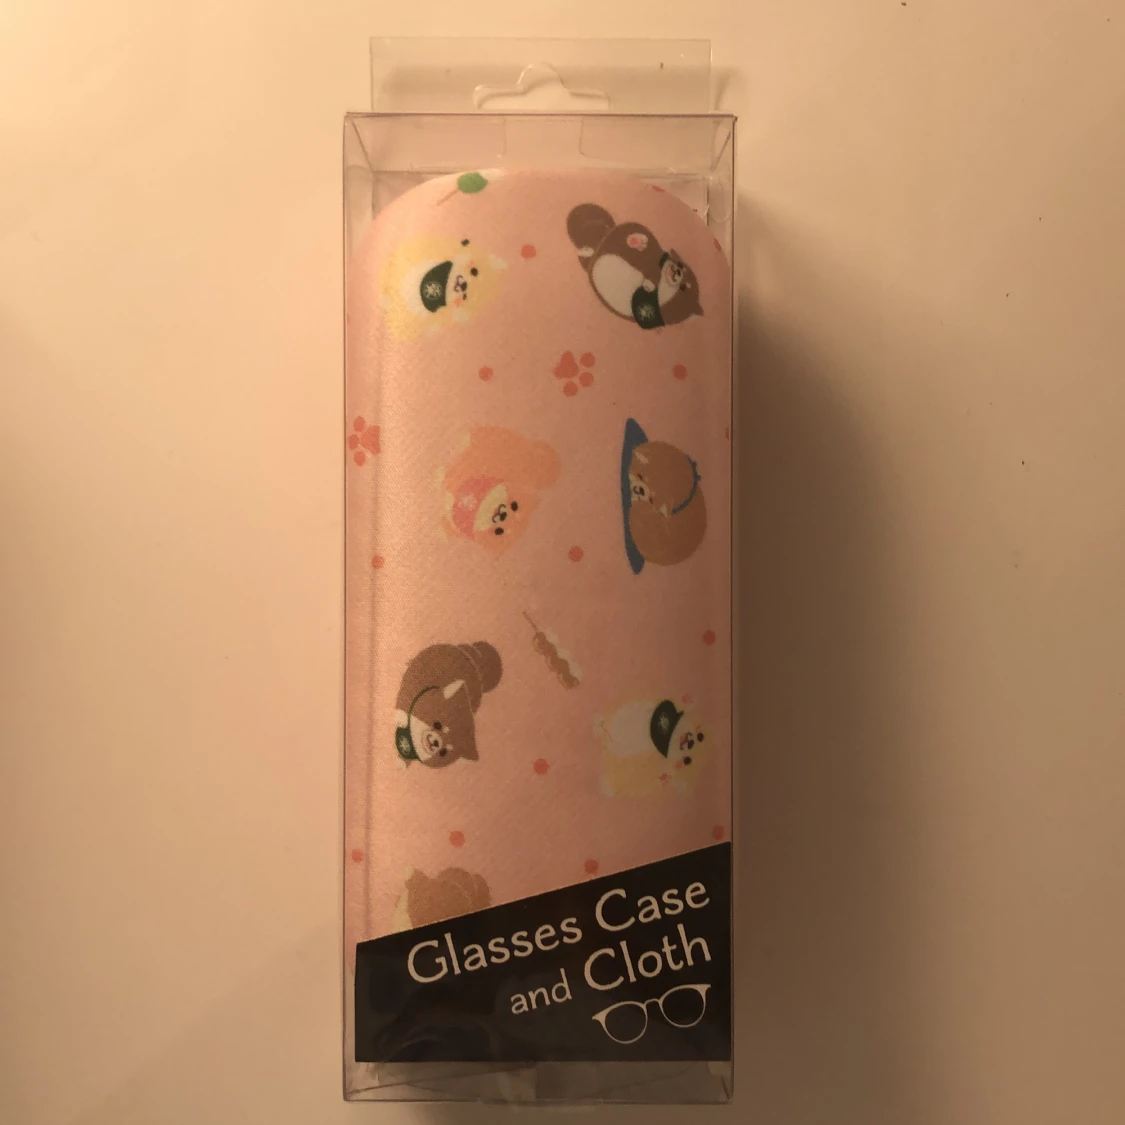 Glasses Case
and Cloth